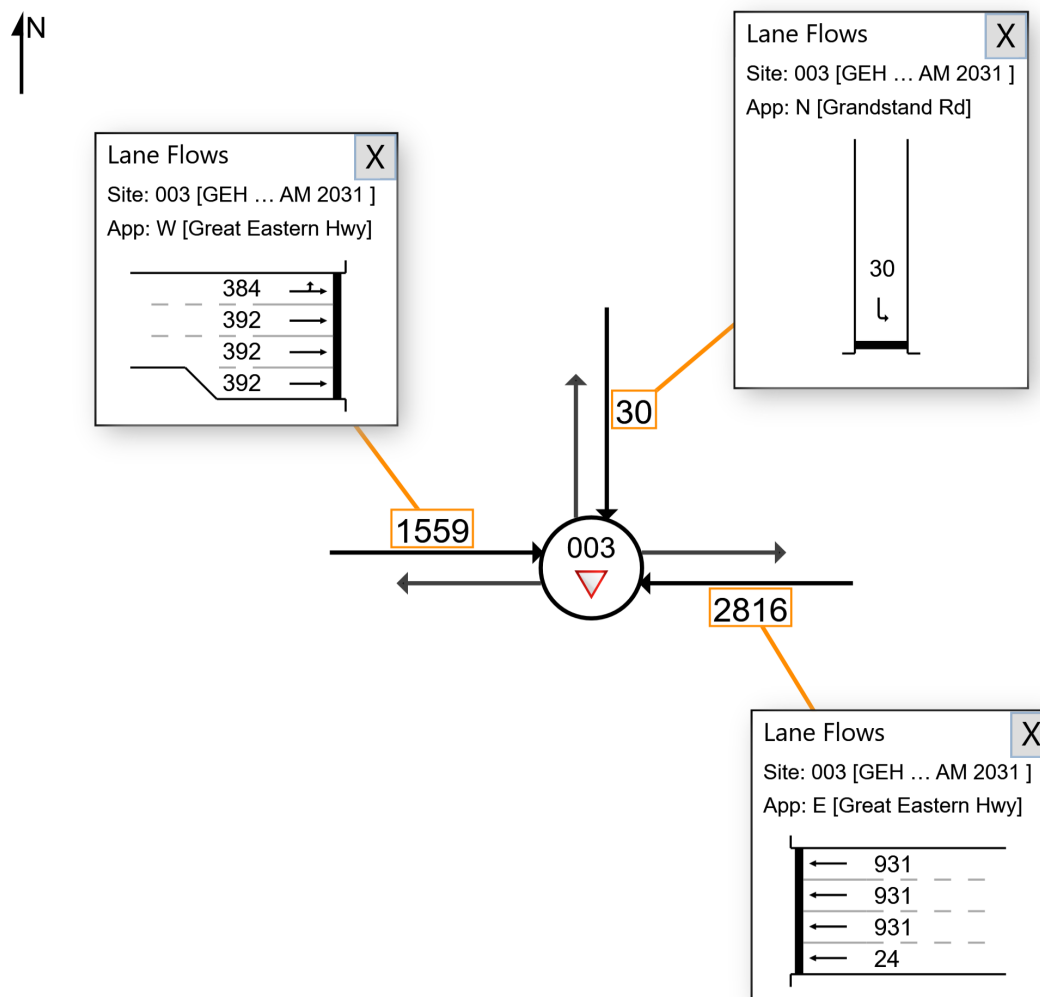 N
Lane Flows
X
Site: 003 [GEH ... AM 2031 ]
App: N [Grandstand Rd]
30
Lane Flows
X
Site: 003 [GEH ... AM 2031 ]
App: W [Great Eastern Hwy]
384
392
392
392
30
1559
003
2816
Lane Flows
X
Site: 003 [GEH ... AM 2031 ]
App: E [Great Eastern Hwy]
931
931
931
24